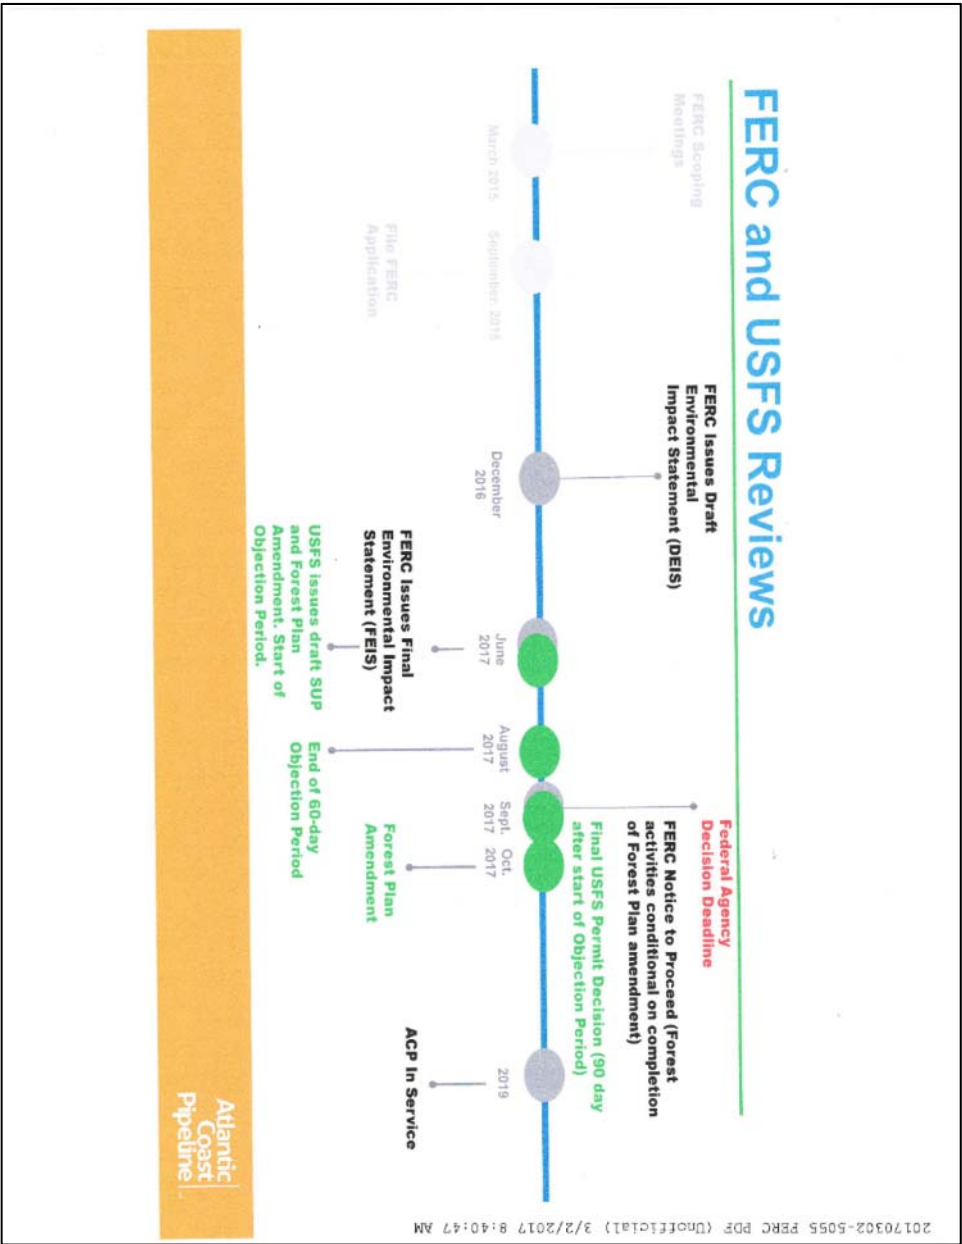 20170302-5055 FERC PDF (Unofficial) 3/2/2017 8:40:47 AM
FERC and USFS Reviews
FERC Scoping
Meetings
March 2015
September, 2015
File FERC
Application
FERC Issues Draft
Environmental
Impact Statement (DEIS)
December
2016
June
2017
FERC Issues Final
Environmental Impact
Statement (FEIS)
USFS issues draft SUP
and Forest Plan
Amendment. Start of
Objection Period.
August
2017
End of 60-day
Objection Period
Federal Agency
Decision Deadline
FERC Notice to Proceed (Forest
activities conditional on completion
of Forest Plan amendment)
Final USFS Permit Decision (90 day
after start of Objection Period)
Sept.
2017
Oct.
2017
Forest Plan
Amendment
2019
ACP In Service
Atlantic
Coast
Pipeline